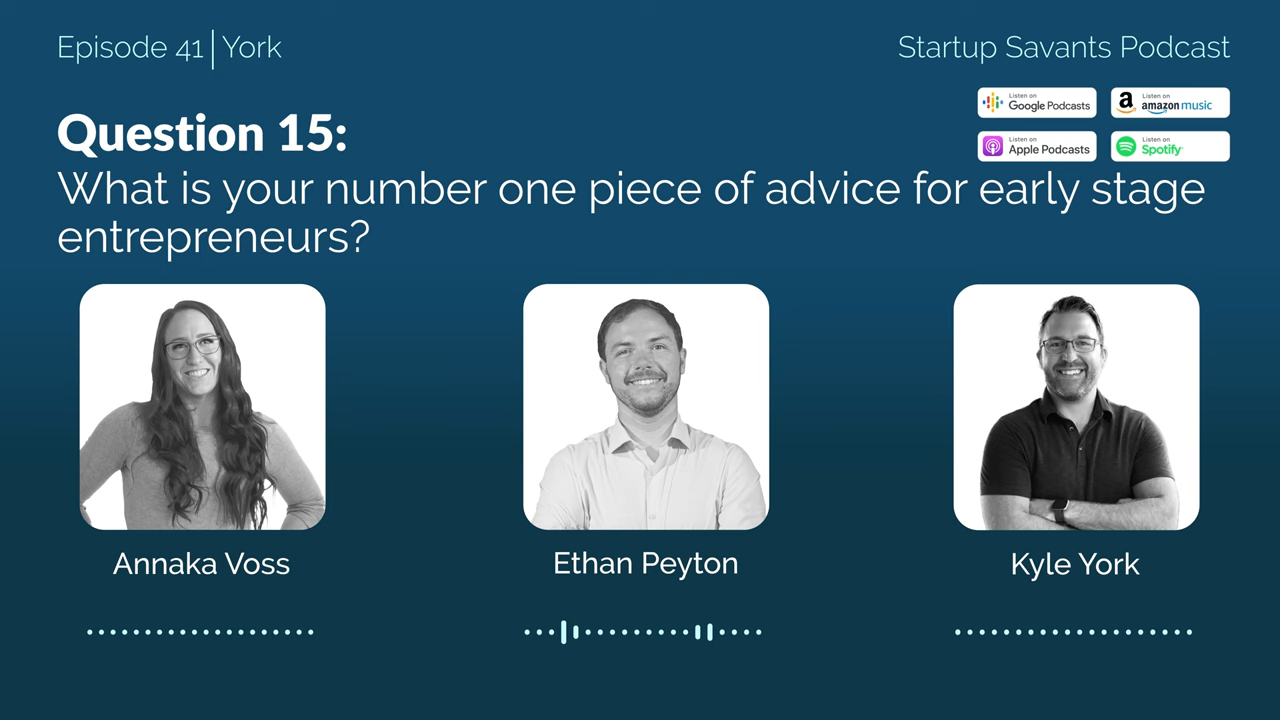 Episode 41 | York
Startup Savants Podcast
Listen on
Google Podcasts
Listen on
amazon music
Listen on
Apple Podcasts
Listen on
Spotify
Question 15:
What is your number one piece of advice for early stage
entrepreneurs?
Annaka Voss
Ethan Peyton
Kyle York